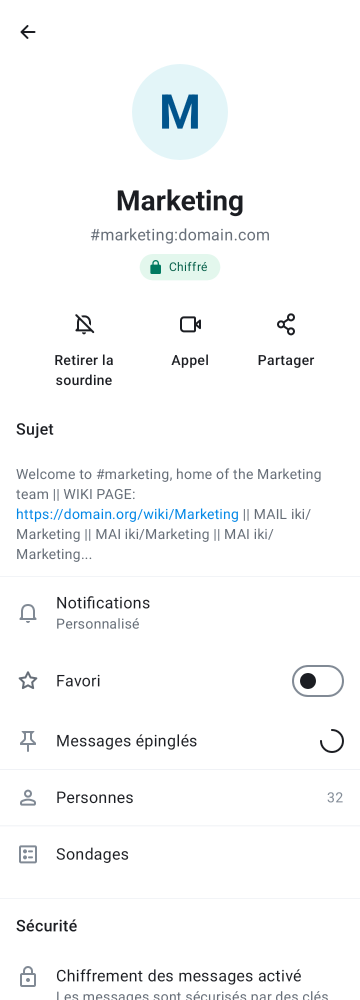 M
Marketing
#marketing:domain.com
Chiffré
Retirer la
sourdine
Appel
Partager
Sujet
Welcome to #marketing, home of the Marketing
team || WIKI PAGE:
https://domain.org/wiki/Marketing || MAIL iki/
Marketing || MAI iki/Marketing || MAI iki/
Marketing...
Notifications
Personnalisé
Favori
Messages épinglés
Personnes
32
Sondages
Sécurité
Chiffrement des messages activé
Les messages sont sécurisés par des clés